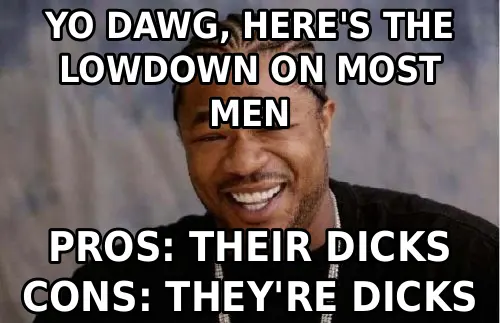 YO DAWG, HERE'S THE
LOWDOWN ON MOST
MEN
PROS: THEIR DICKS
CONS: THEY'RE DICKS